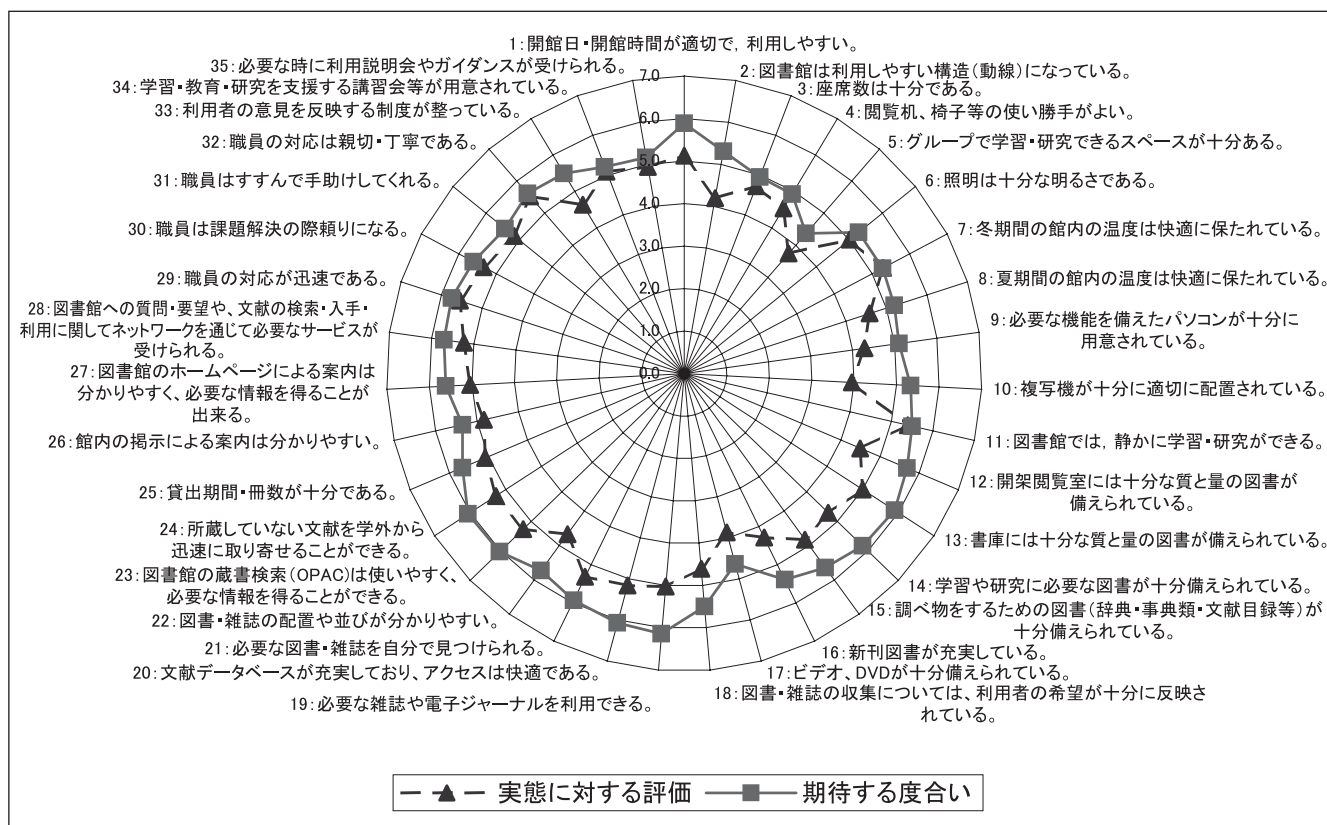 1：開館日・開館時間が適切で，利用しやすい。
2：図書館は利用しやすい構造（動線）になっている。
3：座席数は十分である。
4：閲覧机、椅子等の使い勝手がよい。
5：グループで学習・研究できるスペースが十分ある。
6：照明は十分な明るさである。
7：冬期間の館内の温度は快適に保たれている。
8：夏期間の館内の温度は快適に保たれている。
9：必要な機能を備えたパソコンが十分に
用意されている。
10：複写機が十分に適切に配置されている。
11：図書館では，静かに学習・研究ができる。
12：開架閲覧室には十分な質と量の図書が
備えられている。
13：書庫には十分な質と量の図書が備えられている。
14：学習や研究に必要な図書が十分備えられている。
15：調べ物をするための図書（辞典・事典類・文献目録等）が
十分備えられている。
16：新刊図書が充実している。
17：ビデオ、DVDが十分備えられている。
18：図書・雑誌の収集については、利用者の希望が十分に反映さ
れている。
19：必要な雑誌や電子ジャーナルを利用できる。
20：文献データベースが充実しており、アクセスは快適である。
21：必要な図書・雑誌を自分で見つけられる。
22：図書・雑誌の配置や並びが分かりやすい。
23：図書館の蔵書検索（OPAC）は使いやすく、
必要な情報を得ることができる。
24：所蔵していない文献を学外から
迅速に取り寄せることができる。
25：貸出期間・冊数が十分である。
26：館内の掲示による案内は分かりやすい。
27：図書館のホームページによる案内は
分かりやすく、必要な情報を得ることが
出来る。
28：図書館への質問・要望や、文献の検索・入手・
利用に関してネットワークを通じて必要なサービスが
受けられる。
29：職員の対応が迅速である。
30：職員は課題解決の際頼りになる。
31：職員はすすんで手助けしてくれる。
32：職員の対応は親切・丁寧である。
33：利用者の意見を反映する制度が整っている。
34：学習・教育・研究を支援する講習会等が用意されている。
35：必要な時に利用説明会やガイダンスが受けられる。
7.0
6.0
5.0
4.0
3.0
2.0
1.0
0.0
実態に対する評価
期待する度合い